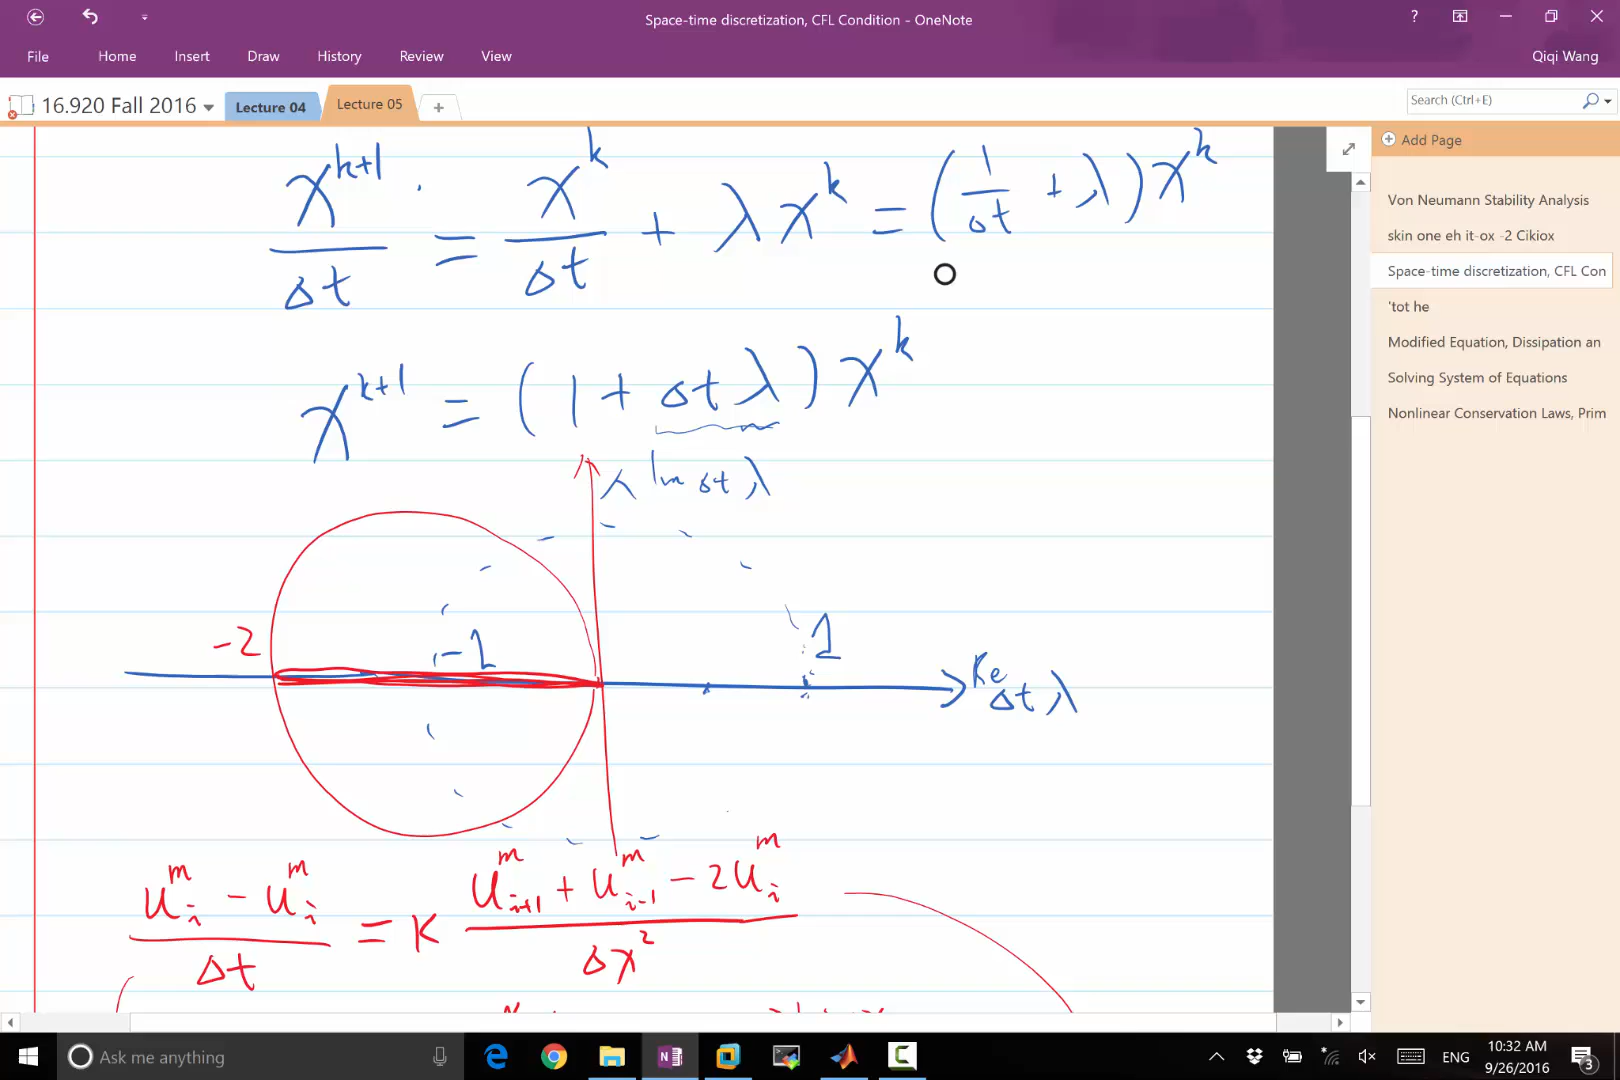 Space-time discretization, CFL Condition - OneNote
?
File Home Insert Draw History Review View
Qiqi Wang
16.920 Fall 2016
Lecture 04
Lecture 05
Search (Ctrl+E)
Add Page
Von Neumann Stability Analysis
skin one eh it-ox -2 Cikiox
Space-time discretization, CFL Con
'tot he
Modified Equation, Dissipation an
Solving System of Equations
Nonlinear Conservation Laws, Prim
x^{k+1}/Δt = x^k/Δt + λ x^k = (1/Δt + λ) x^k
x^{k+1} = (1 + Δt λ) x^k
Im Δt λ
-2
-1
1
Re Δt λ
(u_i^m - u_i^m)/Δt = K (u_{i+1}^m + u_{i-1}^m - 2u_i^m)/Δx^2
Ask me anything
ENG
10:32 AM
9/26/2016
3